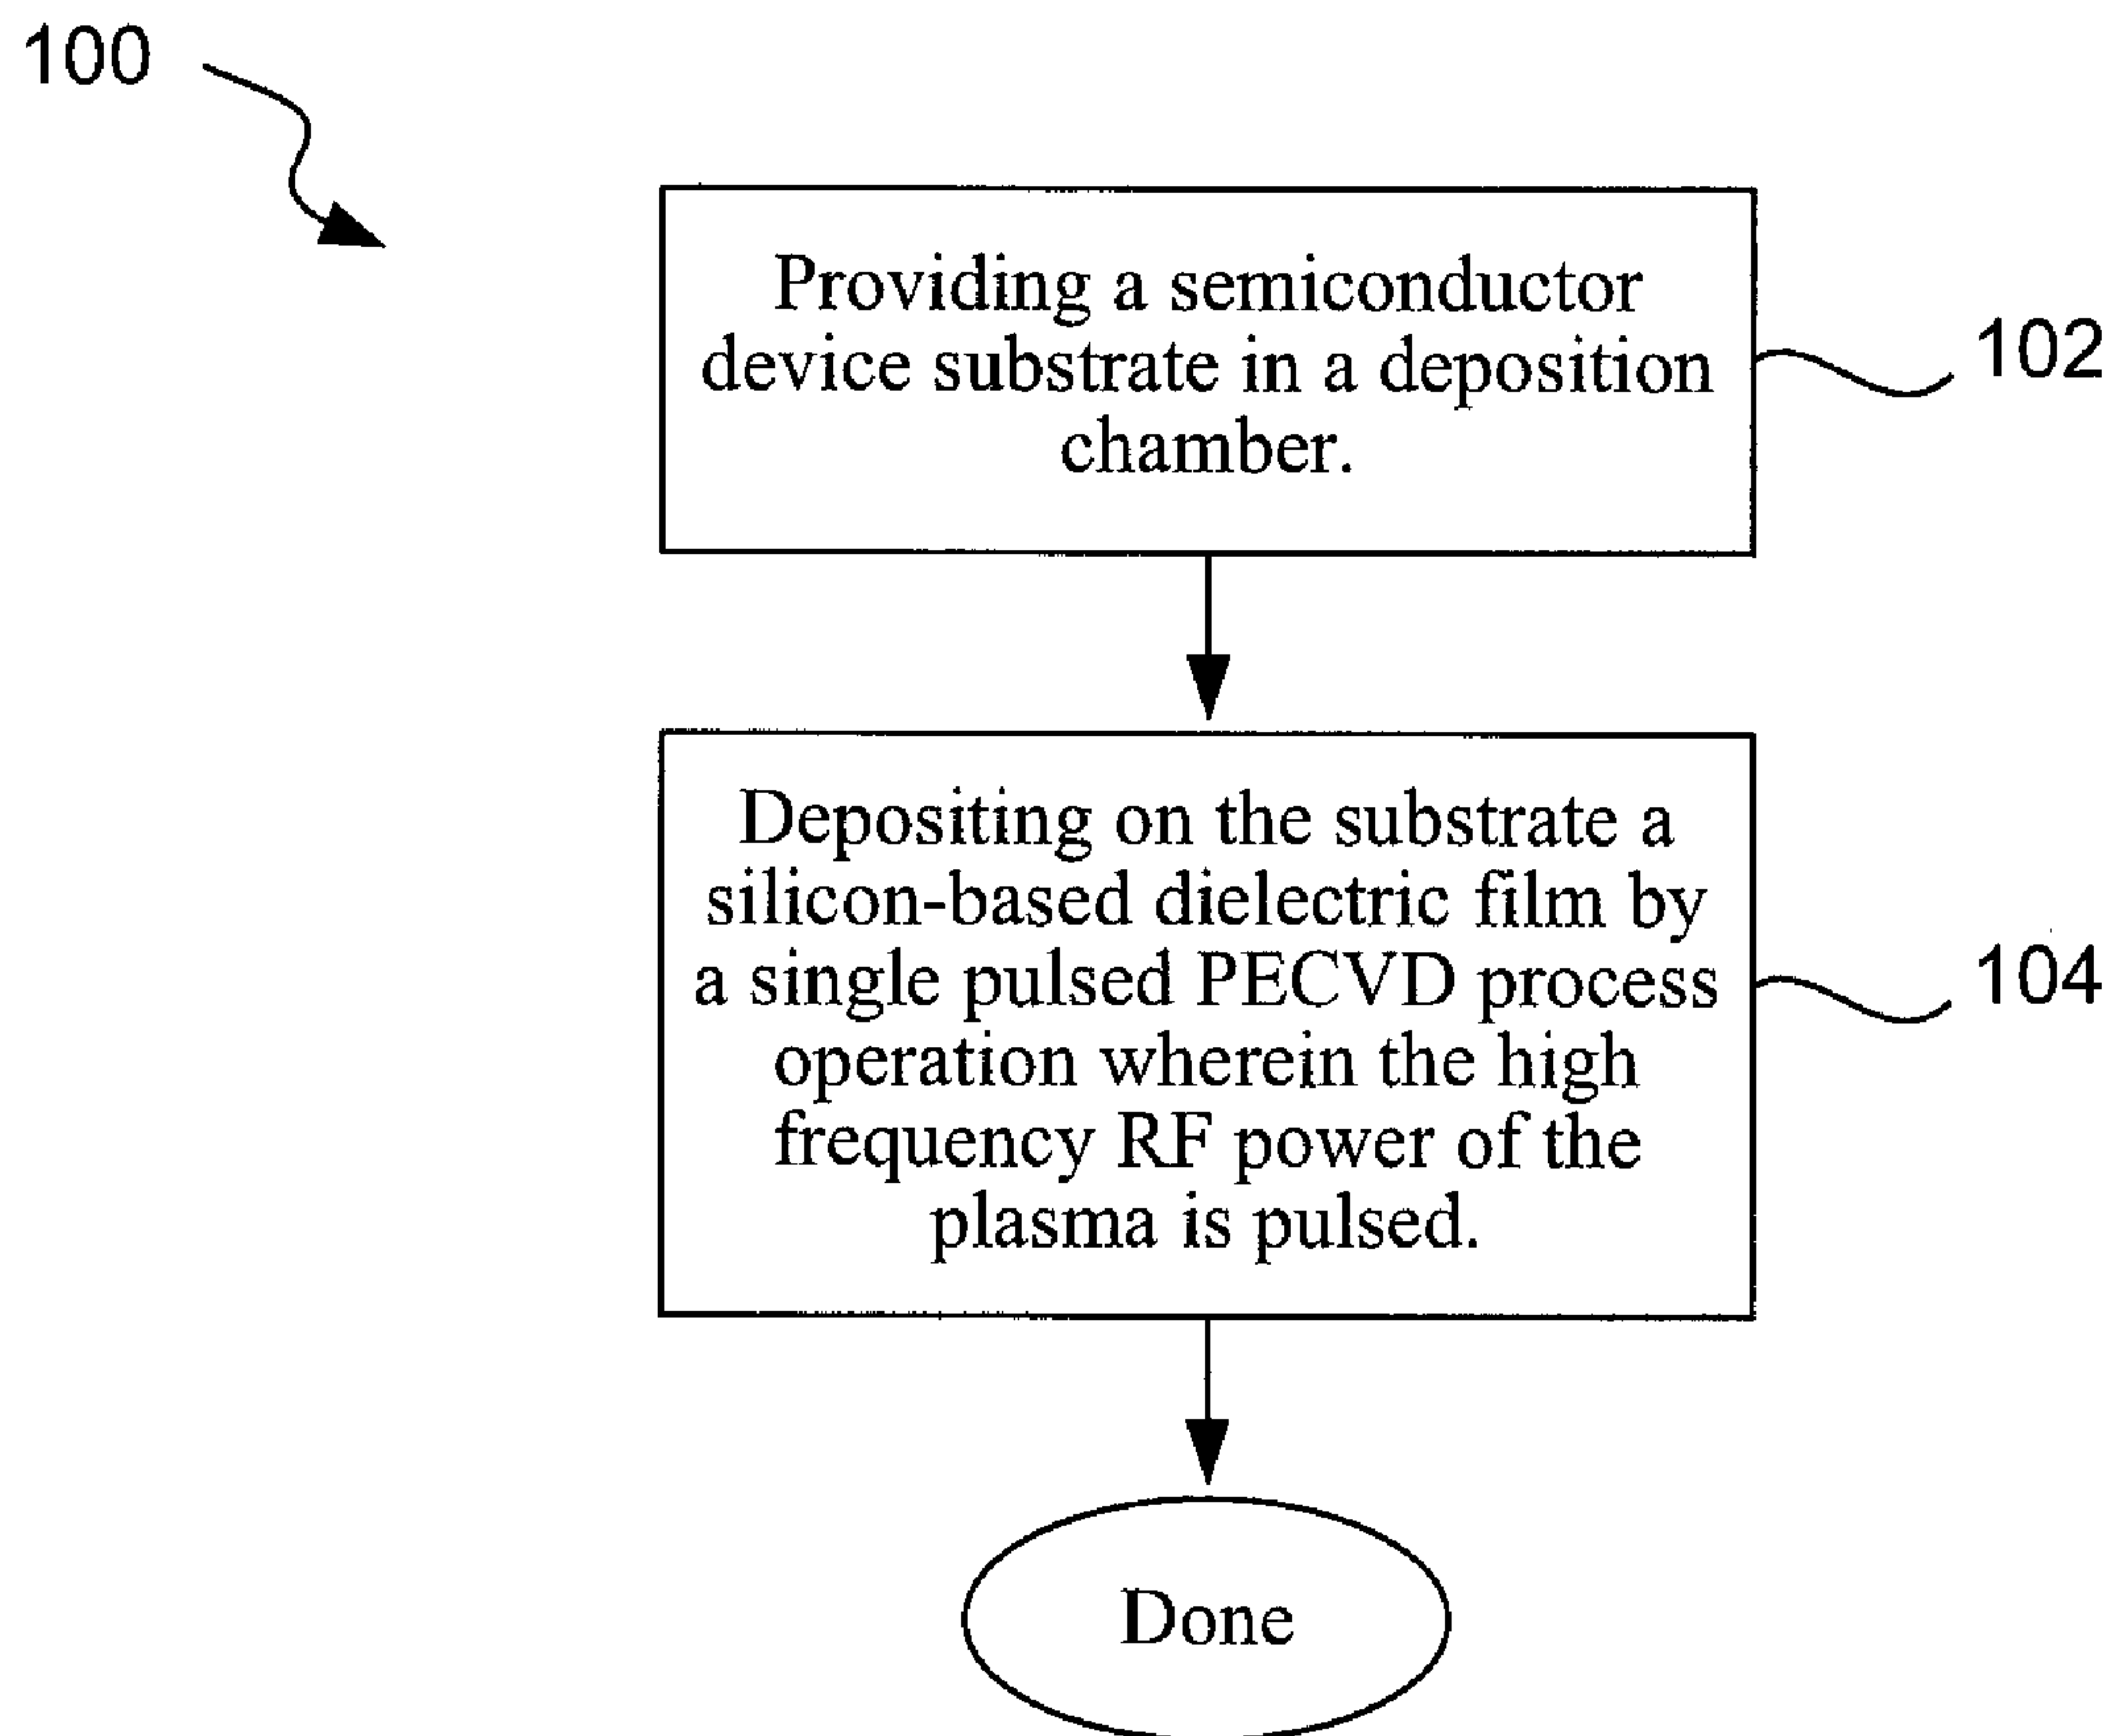 100
Providing a semiconductor
device substrate in a deposition
chamber.
102
Depositing on the substrate a
silicon-based dielectric film by
a single pulsed PECVD process
operation wherein the high
frequency RF power of the
plasma is pulsed.
104
Done